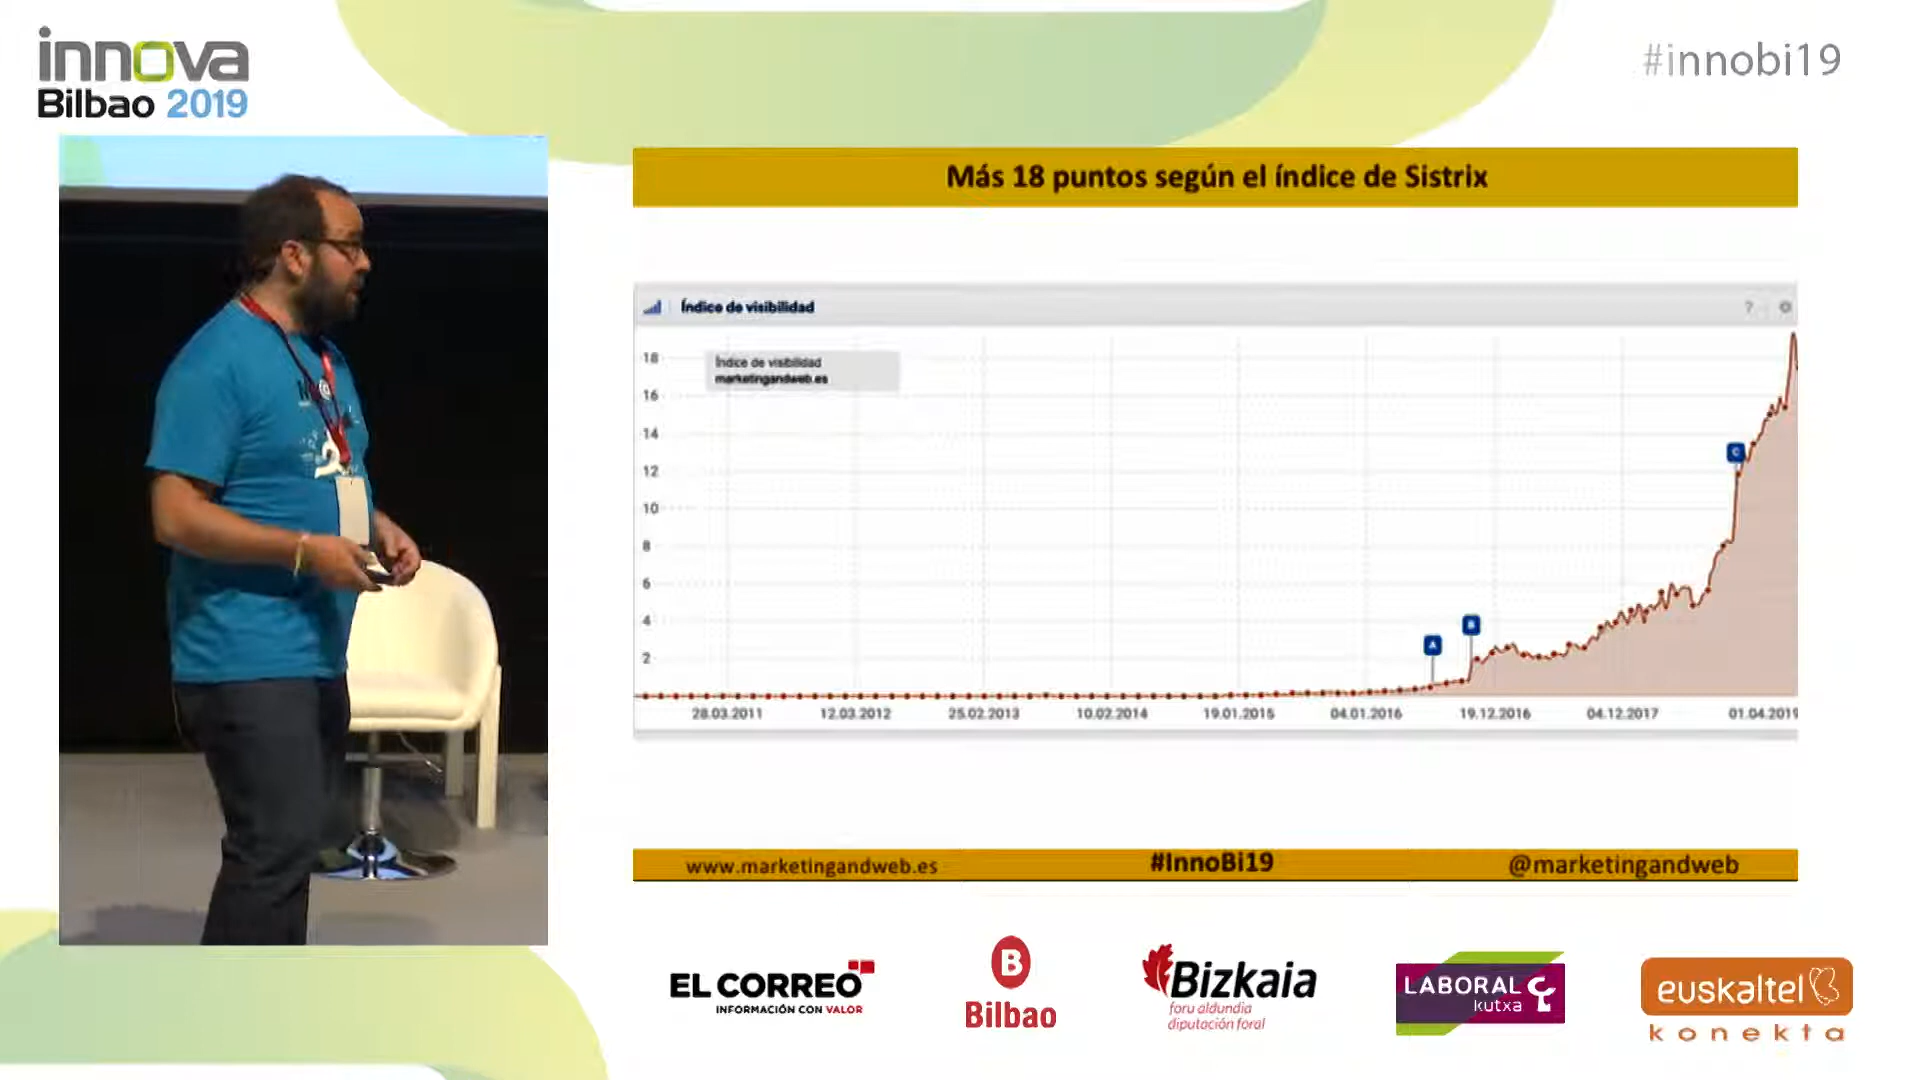 innova
Bilbao 2019
#innobi19
Más 18 puntos según el índice de Sistrix
Índice de visibilidad
?
Índice de visibilidad
marketingandweb.es
18
16
14
12
10
8
6
4
2
A
B
C
28.03.2011 12.03.2012 25.02.2013 10.02.2014 19.01.2015 04.01.2016 19.12.2016 04.12.2017 01.04.2019
www.marketingandweb.es #InnoBi19 @marketingandweb
EL CORREO
INFORMACIÓN CON VALOR
B
Bilbao
Bizkaia
foru aldundia
diputación foral
LABORAL
kutxa
euskaltel
konekta